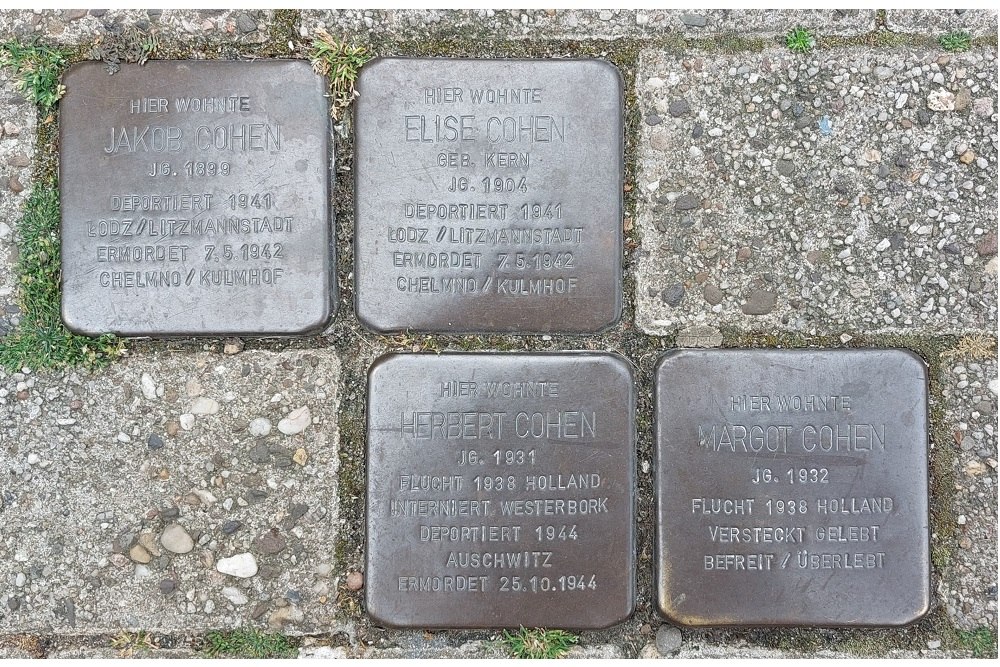 HIER WOHNTE
JAKOB COHEN
JG. 1899
DEPORTIERT 1941
ŁODZ/LITZMANNSTADT
ERMORDET 7.5.1942
CHELMNO/KULMHOF
HIER WOHNTE
ELISE COHEN
GEB. KERN
JG. 1904
DEPORTIERT 1941
ŁODZ/LITZMANNSTADT
ERMORDET 7.5.1942
CHELMNO/KULMHOF
HIER WOHNTE
HERBERT COHEN
JG. 1931
FLUCHT 1938 HOLLAND
INTERNIERT WESTERBORK
DEPORTIERT 1944
AUSCHWITZ
ERMORDET 25.10.1944
HIER WOHNTE
MARGOT COHEN
JG. 1932
FLUCHT 1938 HOLLAND
VERSTECKT GELEBT
BEFREIT/ÜBERLEBT